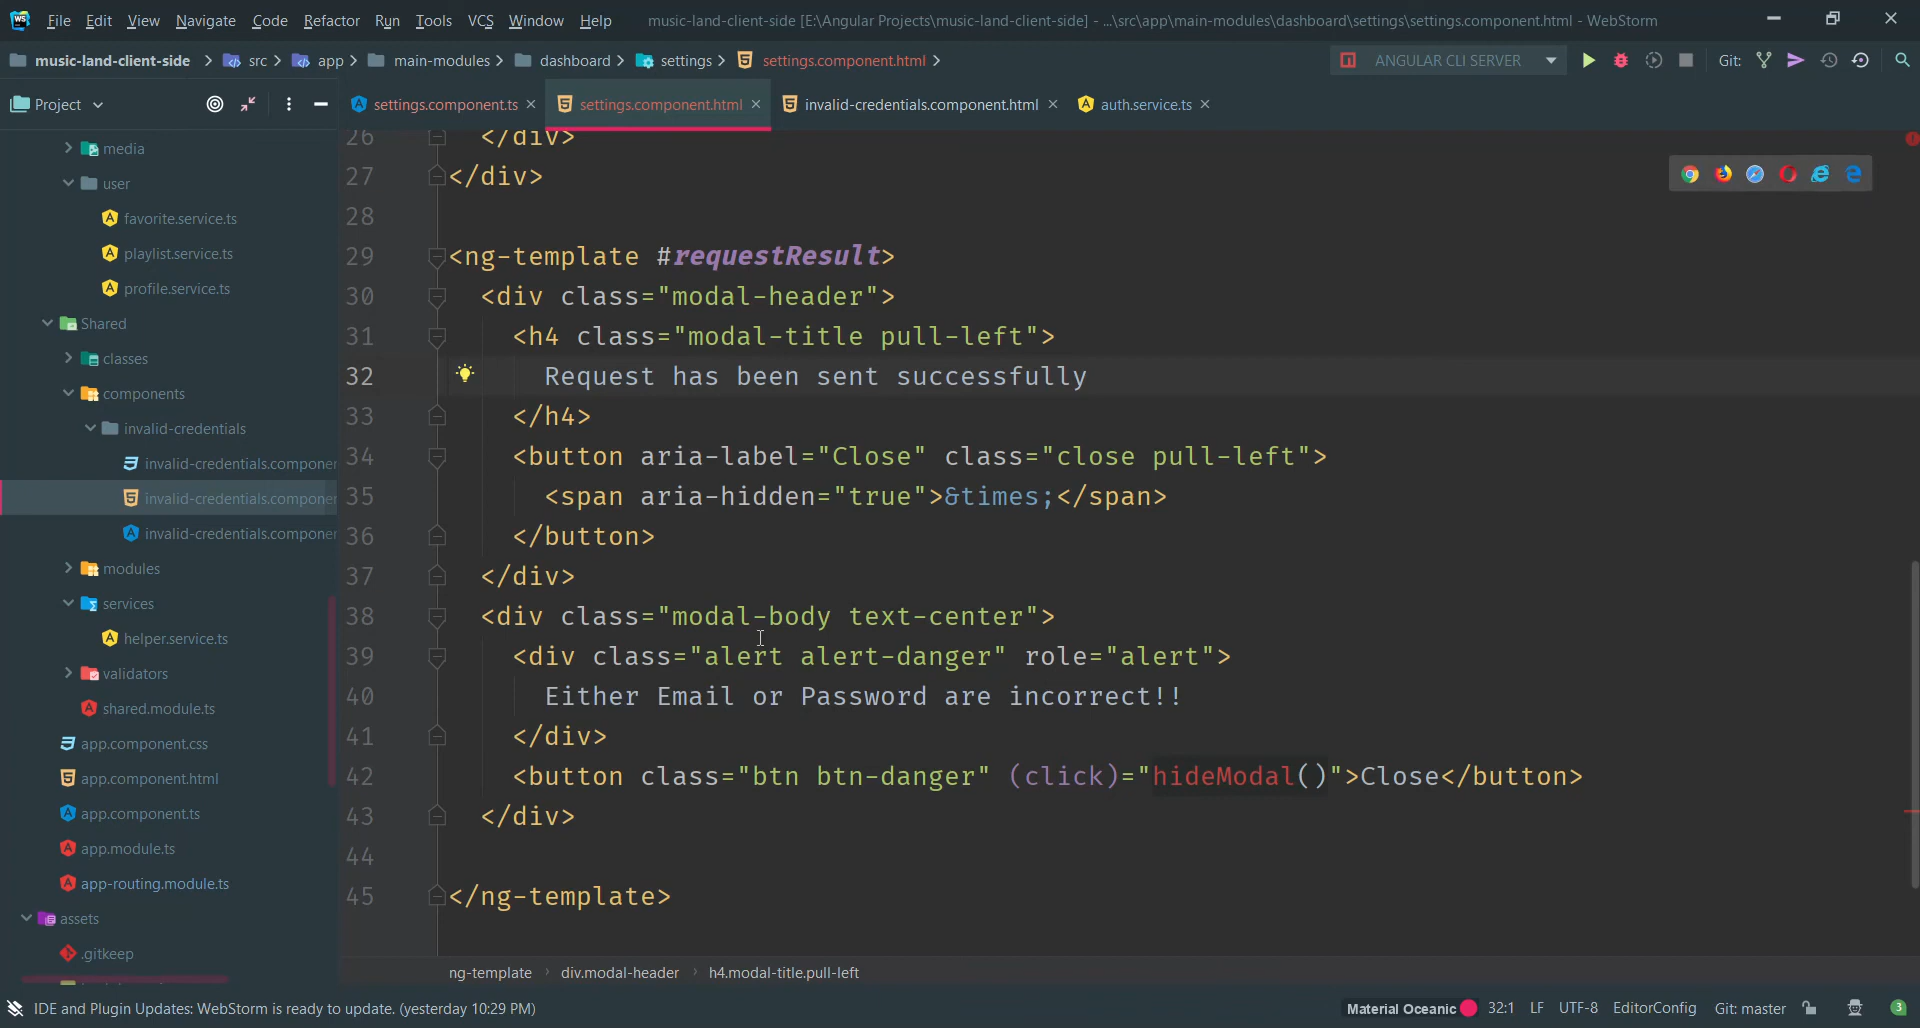 File Edit View Navigate Code Refactor Run Tools VCS Window Help music-land-client-side [E:\Angular Projects\music-land-client-side] - ...\src\app\main-modules\dashboard\settings\settings.component.html - WebStorm
music-land-client-side src app main-modules dashboard settings settings.component.html ANGULAR CLI SERVER Git:
Project settings.component.ts settings.component.html invalid-credentials.component.html auth.service.ts
media
user
favorite.service.ts
playlist.service.ts
profile.service.ts
Shared
classes
components
invalid-credentials
invalid-credentials.componen
invalid-credentials.componen
invalid-credentials.componen
modules
services
helper.service.ts
validators
shared.module.ts
app.component.css
app.component.html
app.component.ts
app.module.ts
app-routing.module.ts
assets
.gitkeep
26 </div>
27 </div>
28
29 <ng-template #requestResult>
30 <div class="modal-header">
31 <h4 class="modal-title pull-left">
32 Request has been sent successfully
33 </h4>
34 <button aria-label="Close" class="close pull-left">
35 <span aria-hidden="true">&times;</span>
36 </button>
37 </div>
38 <div class="modal-body text-center">
39 <div class="alert alert-danger" role="alert">
40 Either Email or Password are incorrect!!
41 </div>
42 <button class="btn btn-danger" (click)="hideModal()">Close</button>
43 </div>
44
45 </ng-template>
ng-template div.modal-header h4.modal-title.pull-left
IDE and Plugin Updates: WebStorm is ready to update. (yesterday 10:29 PM) Material Oceanic 32:1 LF UTF-8 EditorConfig Git: master 3